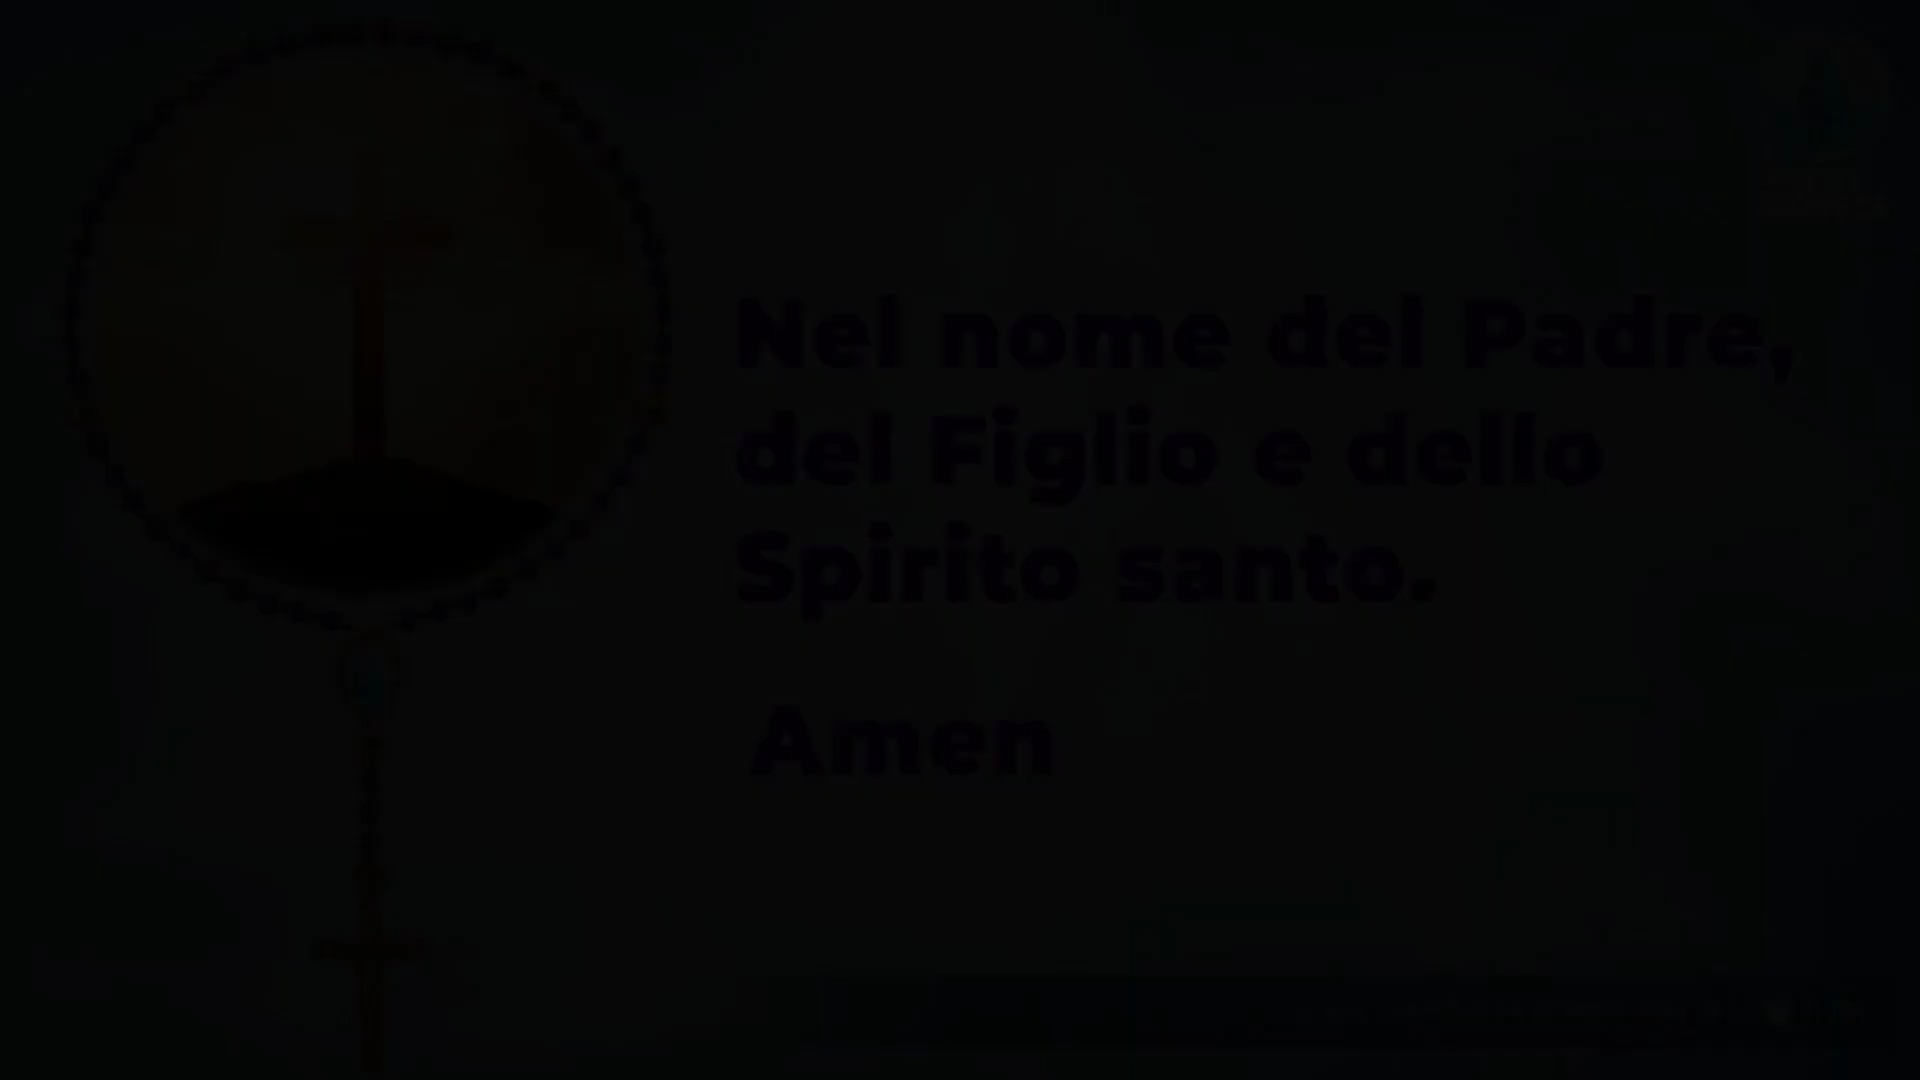 Nel nome del Padre,
del Figlio e dello
Spirito santo.
Amen